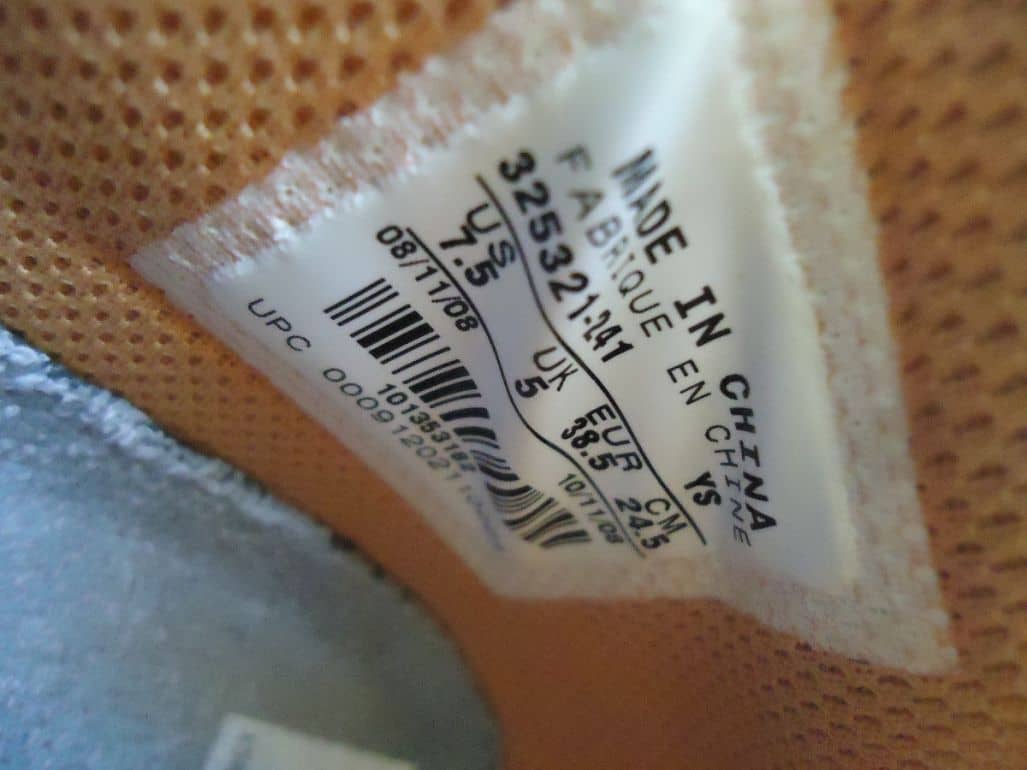 MADE IN CHINA
FABRIQUE EN CHINE
325321-241 YS
US UK EUR CM
7.5 5 38.5 24.5
08/11/08 10/11/08
UPC 00091202